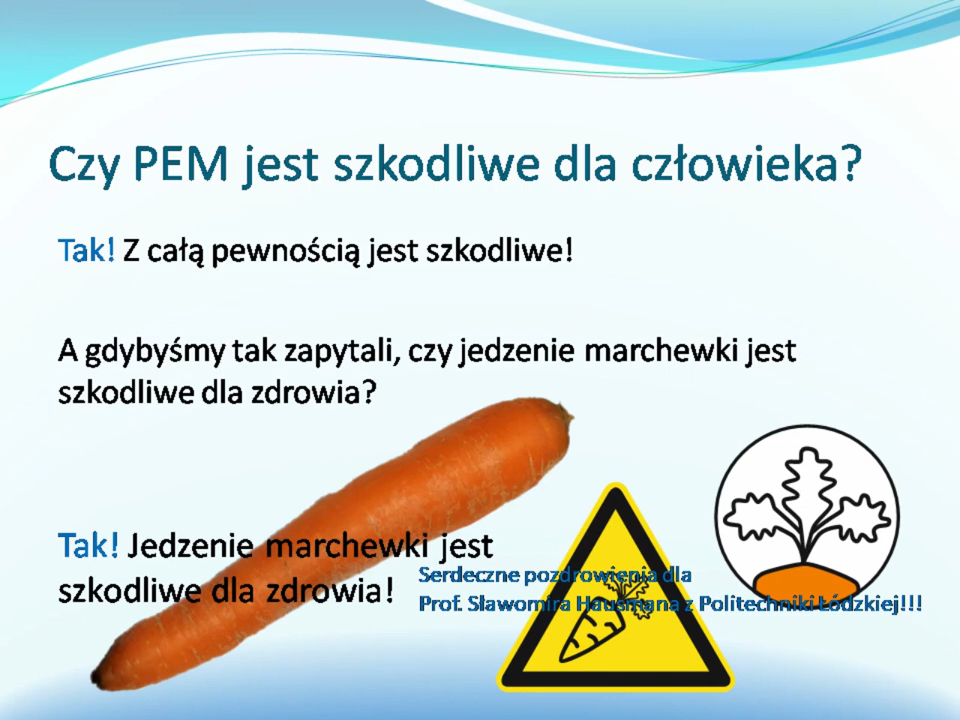 Czy PEM jest szkodliwe dla człowieka?
Tak! Z całą pewnością jest szkodliwe!
A gdybyśmy tak zapytali, czy jedzenie marchewki jest
szkodliwe dla zdrowia?
Tak! Jedzenie marchewki jest
szkodliwe dla zdrowia!
Serdeczne pozdrowienia dla
Prof. Sławomira Hausmana z Politechniki Łódzkiej!!!